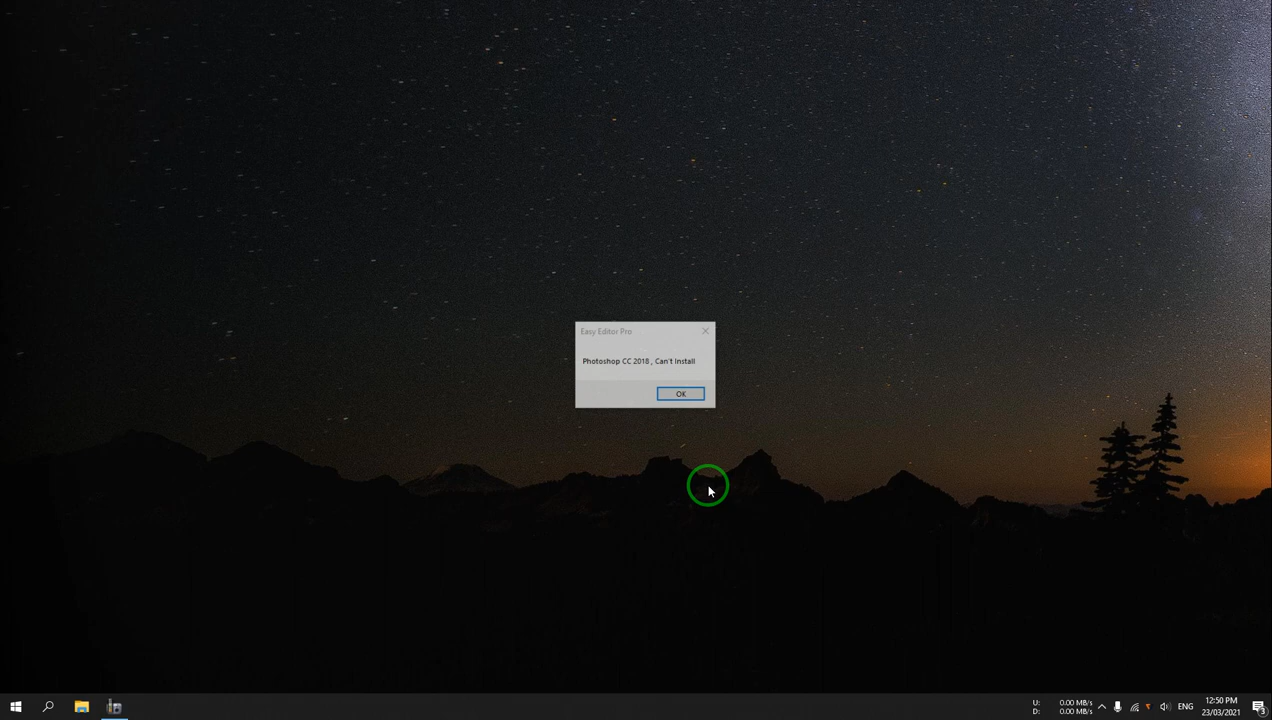 Easy Editor Pro
Photoshop CC 2018 , Can't Install
OK
U: 0.00 MB/s
D: 0.00 MB/s
ENG
12:50 PM
23/03/2021
3